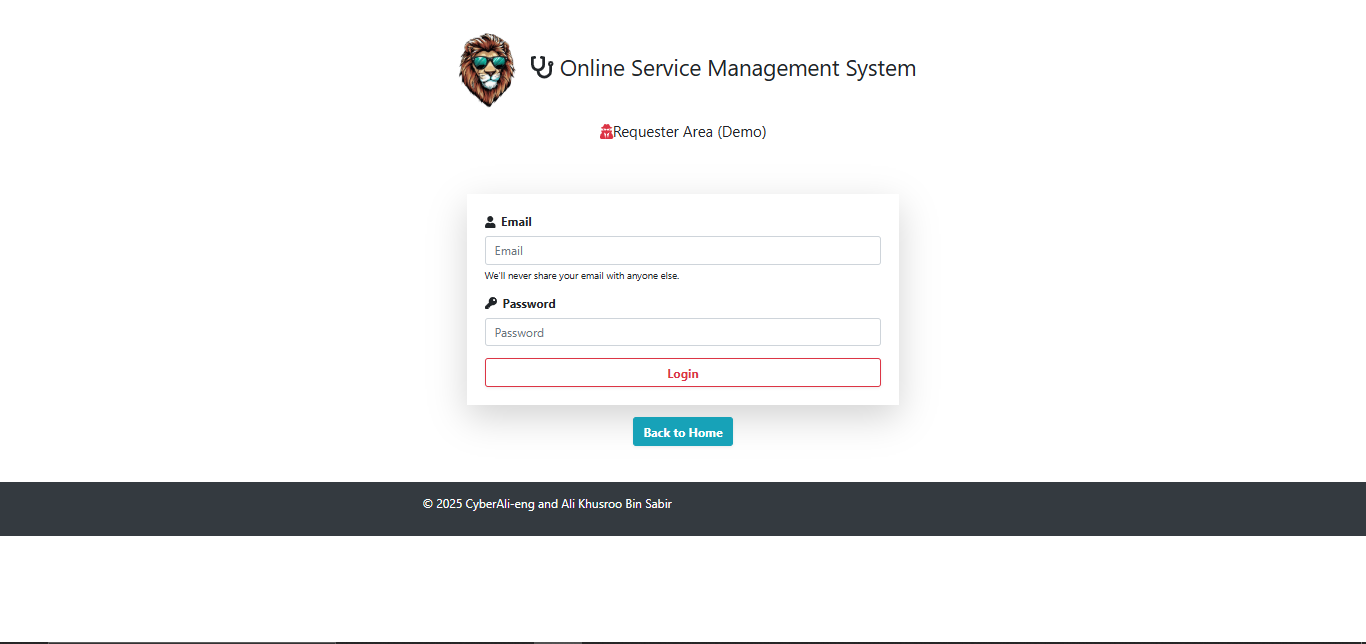 Online Service Management System
Requester Area (Demo)
Email
Email
We'll never share your email with anyone else.
Password
Password
Login
Back to Home
© 2025 CyberAli-eng and Ali Khusroo Bin Sabir